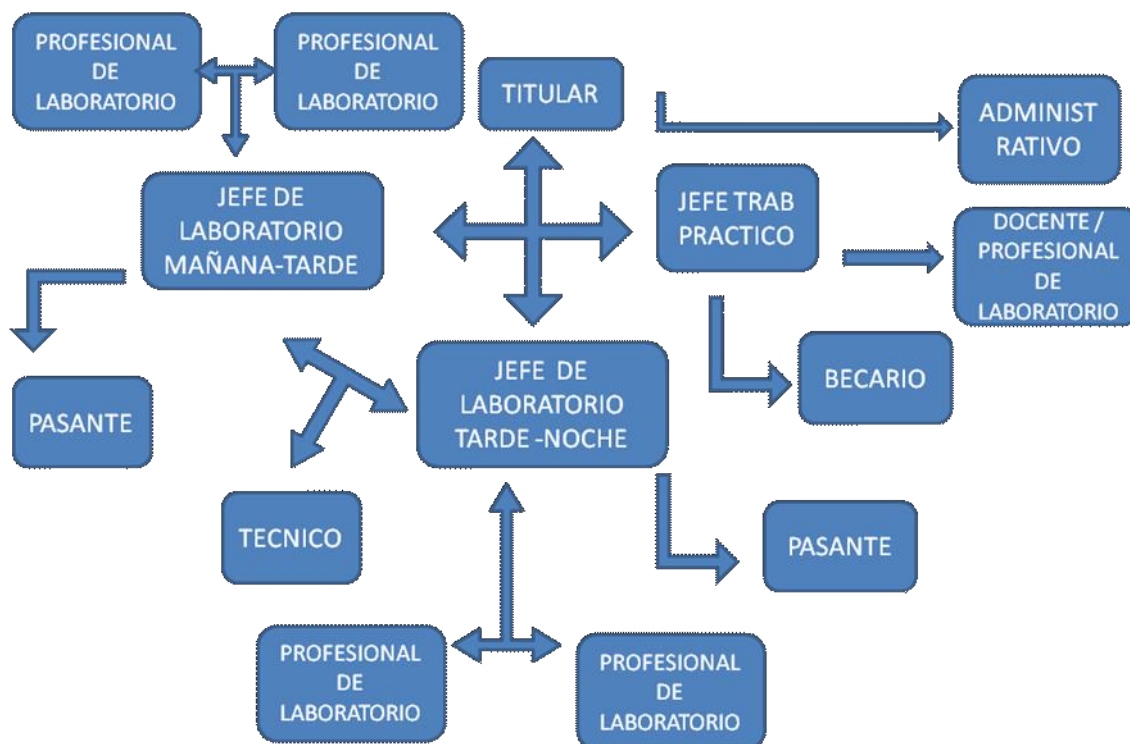 PROFESIONAL
DE
LABORATORIO
PROFESIONAL
DE
LABORATORIO
TITULAR
ADMINIST
RATIVO
JEFE DE
LABORATORIO
MAÑANA-TARDE
JEFE TRAB
PRACTICO
DOCENTE /
PROFESIONAL
DE
LABORATORIO
PASANTE
JEFE DE
LABORATORIO
TARDE -NOCHE
BECARIO
TECNICO
PASANTE
PROFESIONAL
DE
LABORATORIO
PROFESIONAL
DE
LABORATORIO